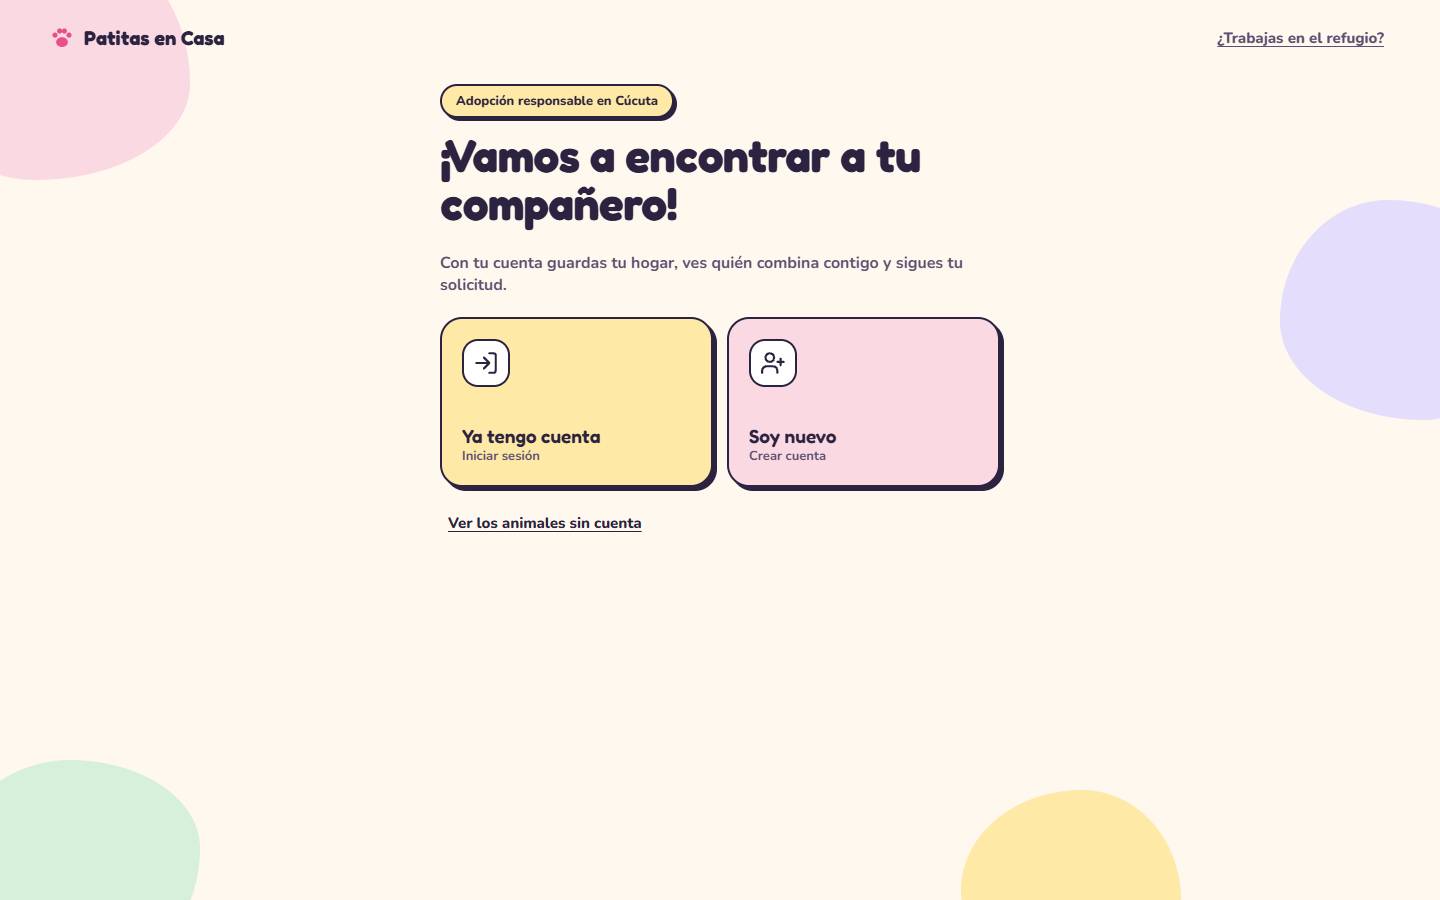 Patitas en Casa
¿Trabajas en el refugio?
Adopción responsable en Cúcuta
¡Vamos a encontrar a tu
compañero!
Con tu cuenta guardas tu hogar, ves quién combina contigo y sigues tu
solicitud.
Ya tengo cuenta
Iniciar sesión
Soy nuevo
Crear cuenta
Ver los animales sin cuenta